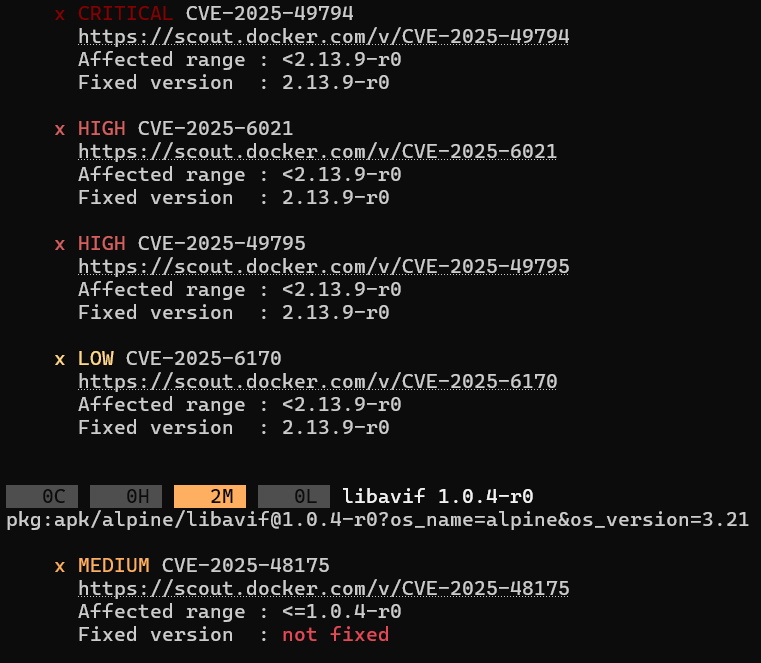 x CRITICAL CVE-2025-49794
https://scout.docker.com/v/CVE-2025-49794
Affected range : <2.13.9-r0
Fixed version  : 2.13.9-r0
x HIGH CVE-2025-6021
https://scout.docker.com/v/CVE-2025-6021
Affected range : <2.13.9-r0
Fixed version  : 2.13.9-r0
x HIGH CVE-2025-49795
https://scout.docker.com/v/CVE-2025-49795
Affected range : <2.13.9-r0
Fixed version  : 2.13.9-r0
x LOW CVE-2025-6170
https://scout.docker.com/v/CVE-2025-6170
Affected range : <2.13.9-r0
Fixed version  : 2.13.9-r0
0C 0H 2M 0L libavif 1.0.4-r0
pkg:apk/alpine/libavif@1.0.4-r0?os_name=alpine&os_version=3.21
x MEDIUM CVE-2025-48175
https://scout.docker.com/v/CVE-2025-48175
Affected range : <=1.0.4-r0
Fixed version  : not fixed